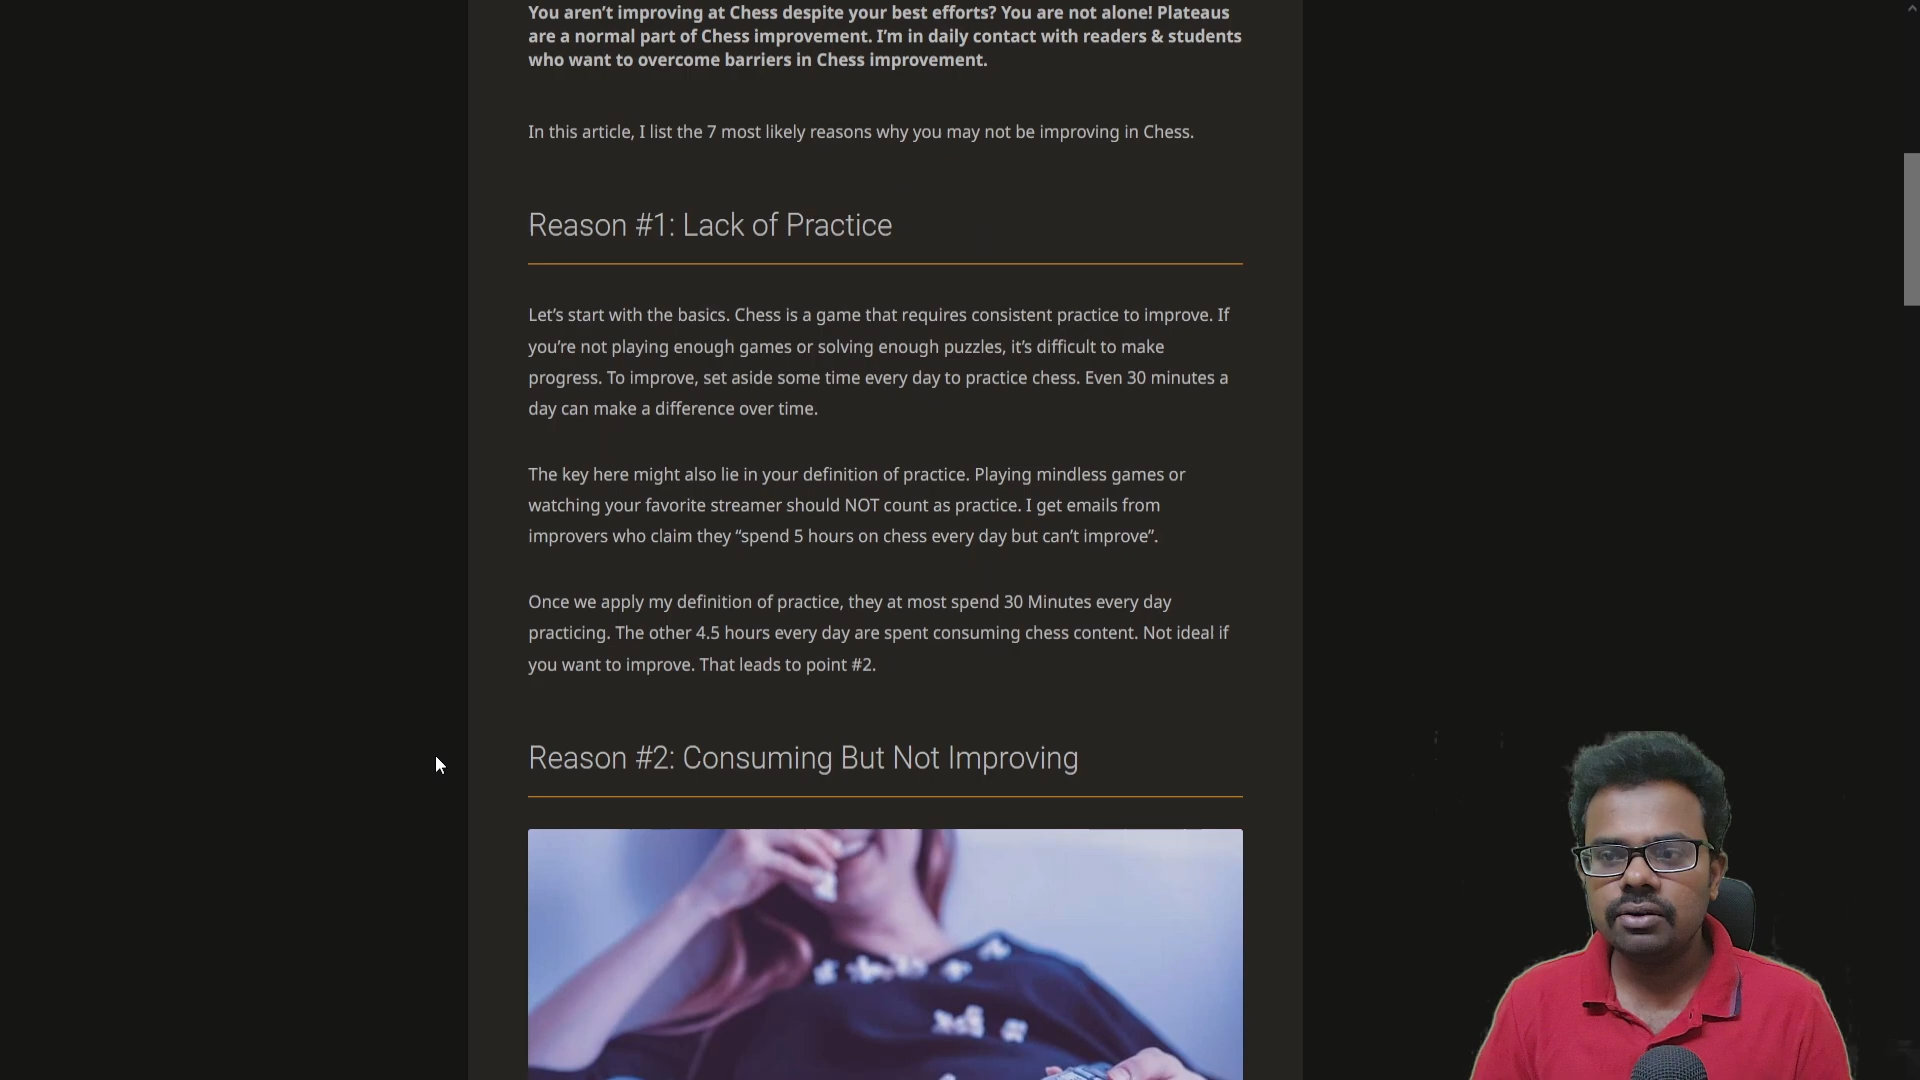 You aren’t improving at Chess despite your best efforts? You are not alone! Plateaus
are a normal part of Chess improvement. I’m in daily contact with readers & students
who want to overcome barriers in Chess improvement.
In this article, I list the 7 most likely reasons why you may not be improving in Chess.
Reason #1: Lack of Practice
Let’s start with the basics. Chess is a game that requires consistent practice to improve. If
you’re not playing enough games or solving enough puzzles, it’s difficult to make
progress. To improve, set aside some time every day to practice chess. Even 30 minutes a
day can make a difference over time.
The key here might also lie in your definition of practice. Playing mindless games or
watching your favorite streamer should NOT count as practice. I get emails from
improvers who claim they “spend 5 hours on chess every day but can’t improve”.
Once we apply my definition of practice, they at most spend 30 Minutes every day
practicing. The other 4.5 hours every day are spent consuming chess content. Not ideal if
you want to improve. That leads to point #2.
Reason #2: Consuming But Not Improving